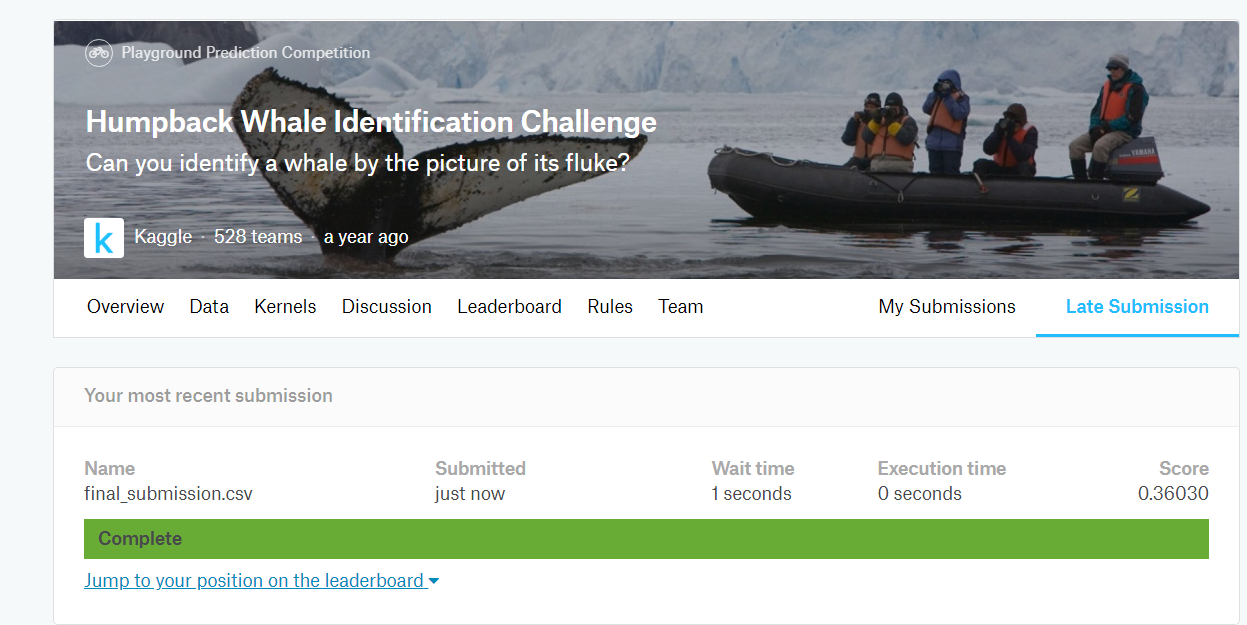 Playground Prediction Competition
Humpback Whale Identification Challenge
Can you identify a whale by the picture of its fluke?
YAMAHA
k Kaggle · 528 teams · a year ago
Overview Data Kernels Discussion Leaderboard Rules Team My Submissions Late Submission
Your most recent submission
Name Submitted Wait time Execution time Score
final_submission.csv just now 1 seconds 0 seconds 0.36030
Complete
Jump to your position on the leaderboard